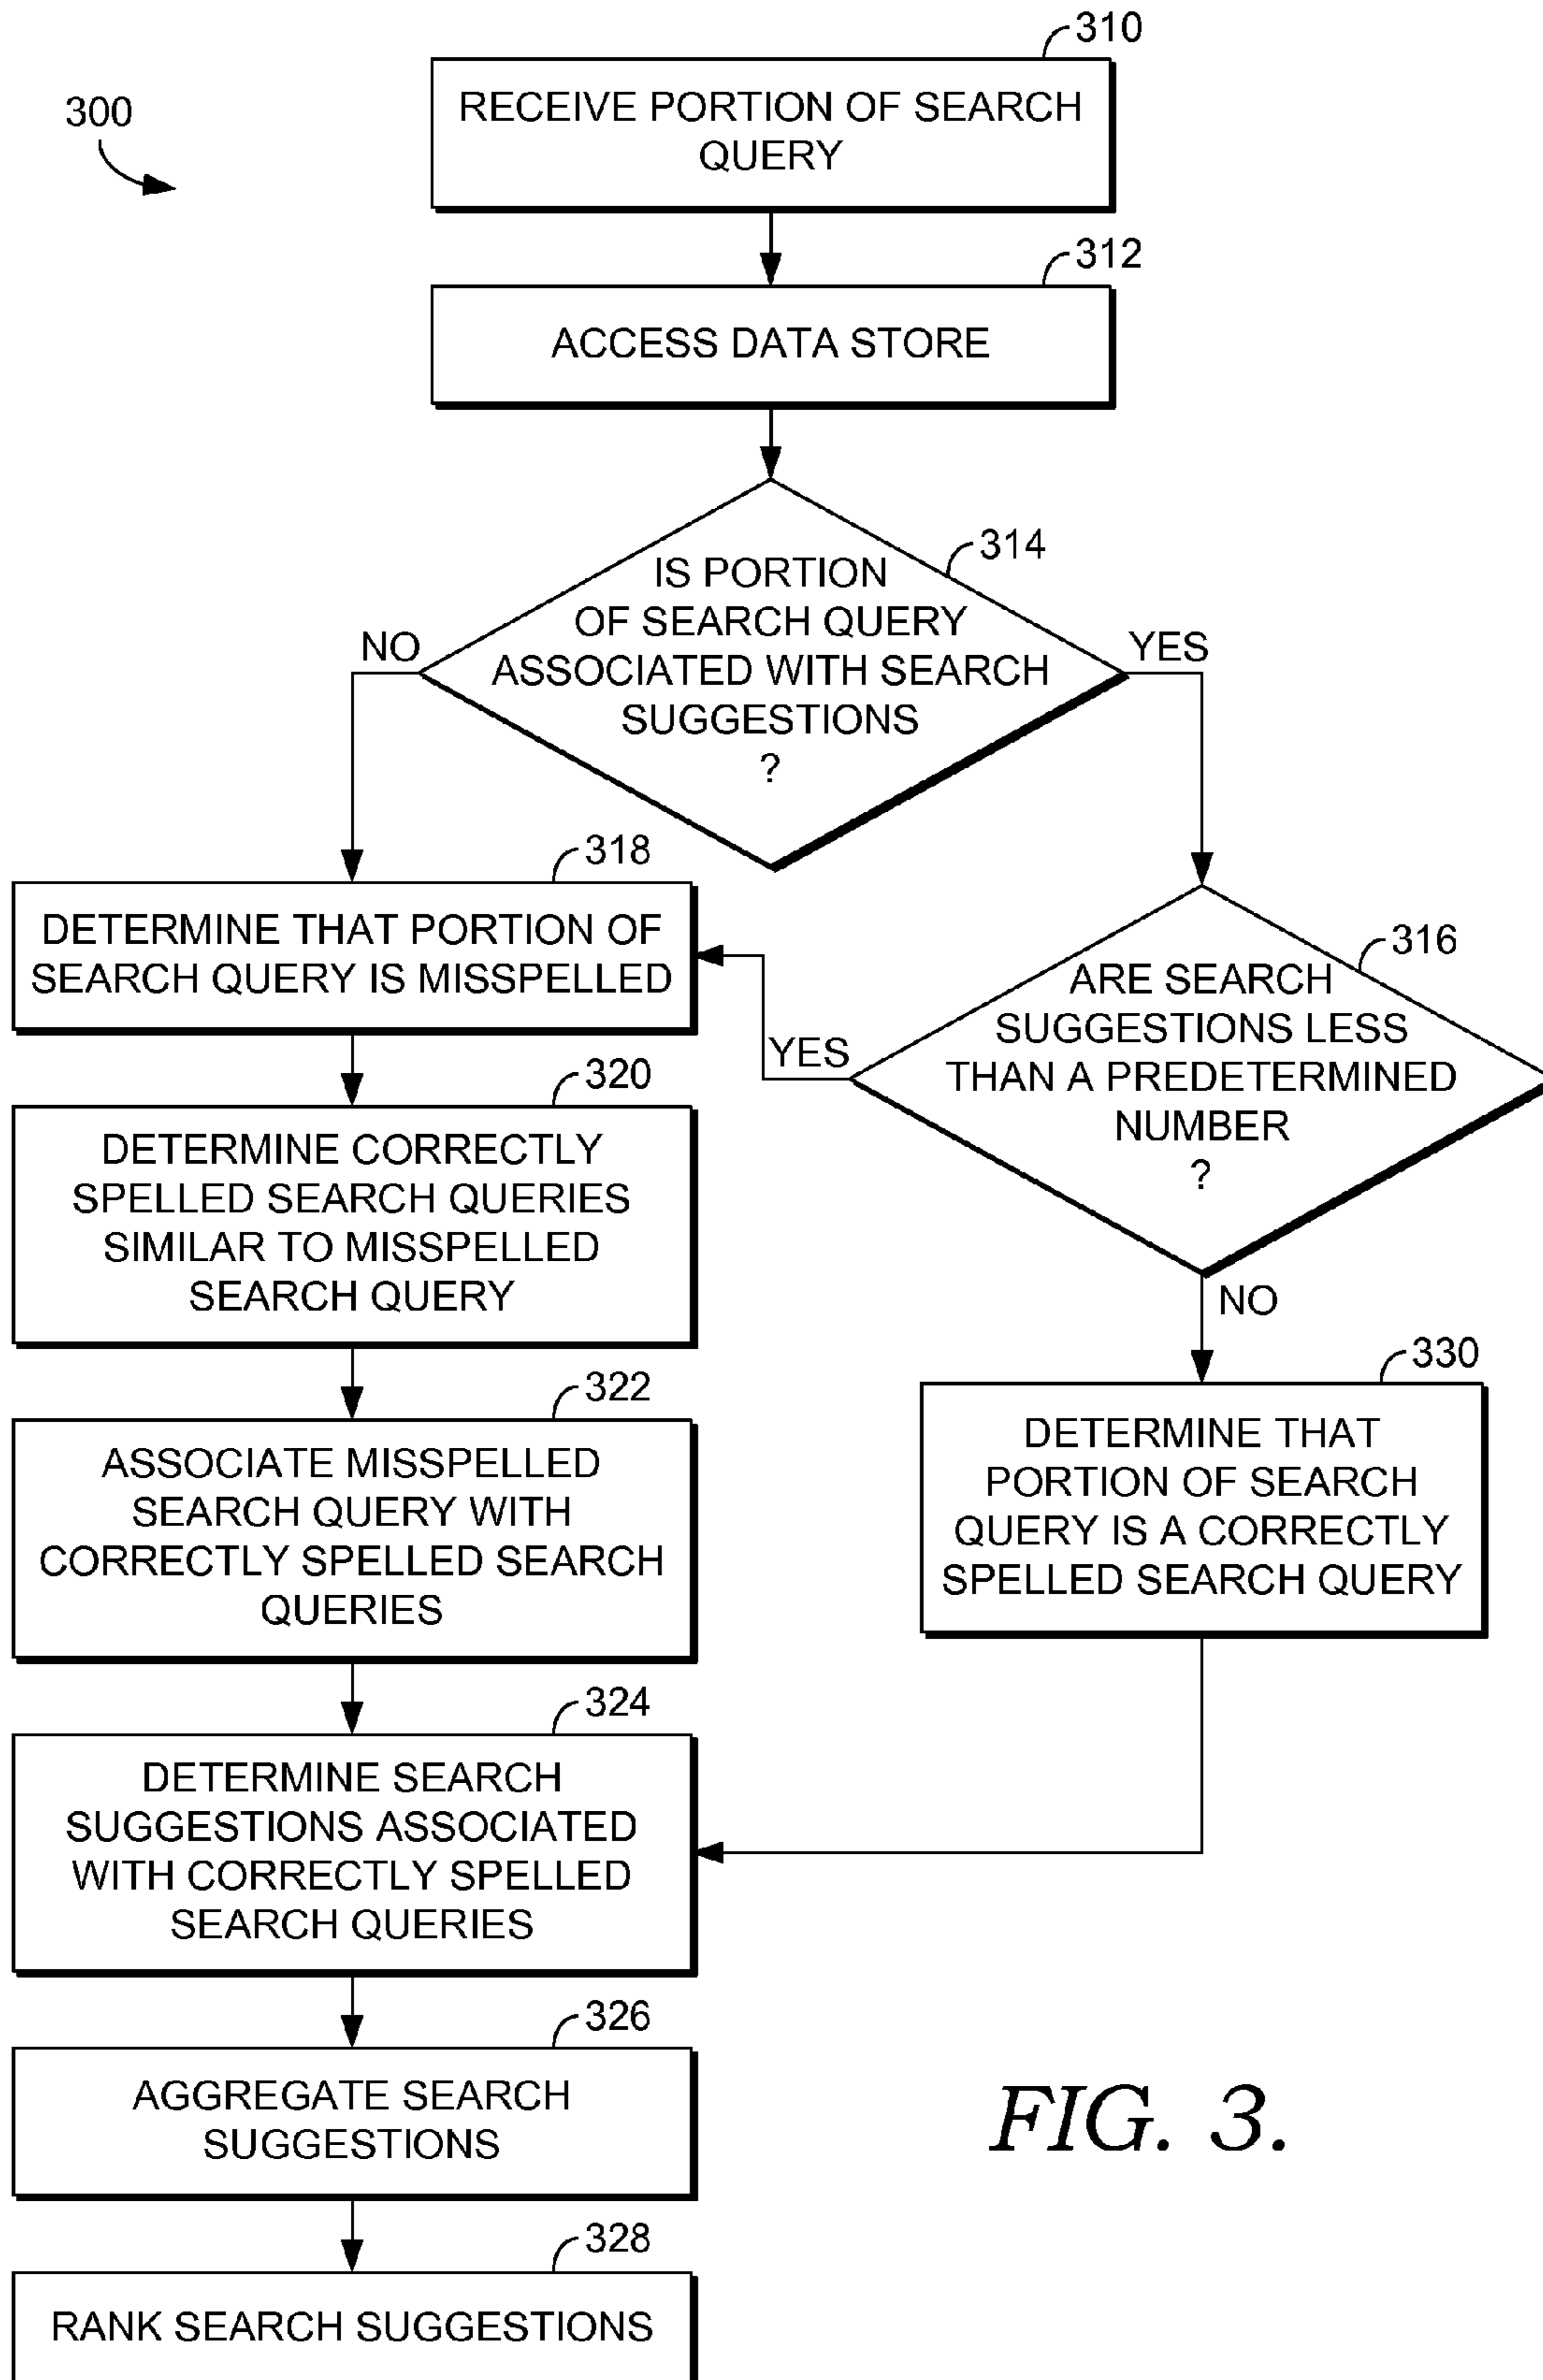 310
RECEIVE PORTION OF SEARCH
QUERY
300
312
ACCESS DATA STORE
314
IS PORTION
OF SEARCH QUERY
ASSOCIATED WITH SEARCH
SUGGESTIONS
?
NO
YES
318
DETERMINE THAT PORTION OF
SEARCH QUERY IS MISSPELLED
316
ARE SEARCH
SUGGESTIONS LESS
THAN A PREDETERMINED
NUMBER
?
YES
NO
320
DETERMINE CORRECTLY
SPELLED SEARCH QUERIES
SIMILAR TO MISSPELLED
SEARCH QUERY
322
ASSOCIATE MISSPELLED
SEARCH QUERY WITH
CORRECTLY SPELLED SEARCH
QUERIES
330
DETERMINE THAT
PORTION OF SEARCH
QUERY IS A CORRECTLY
SPELLED SEARCH QUERY
324
DETERMINE SEARCH
SUGGESTIONS ASSOCIATED
WITH CORRECTLY SPELLED
SEARCH QUERIES
326
AGGREGATE SEARCH
SUGGESTIONS
328
RANK SEARCH SUGGESTIONS
FIG. 3.